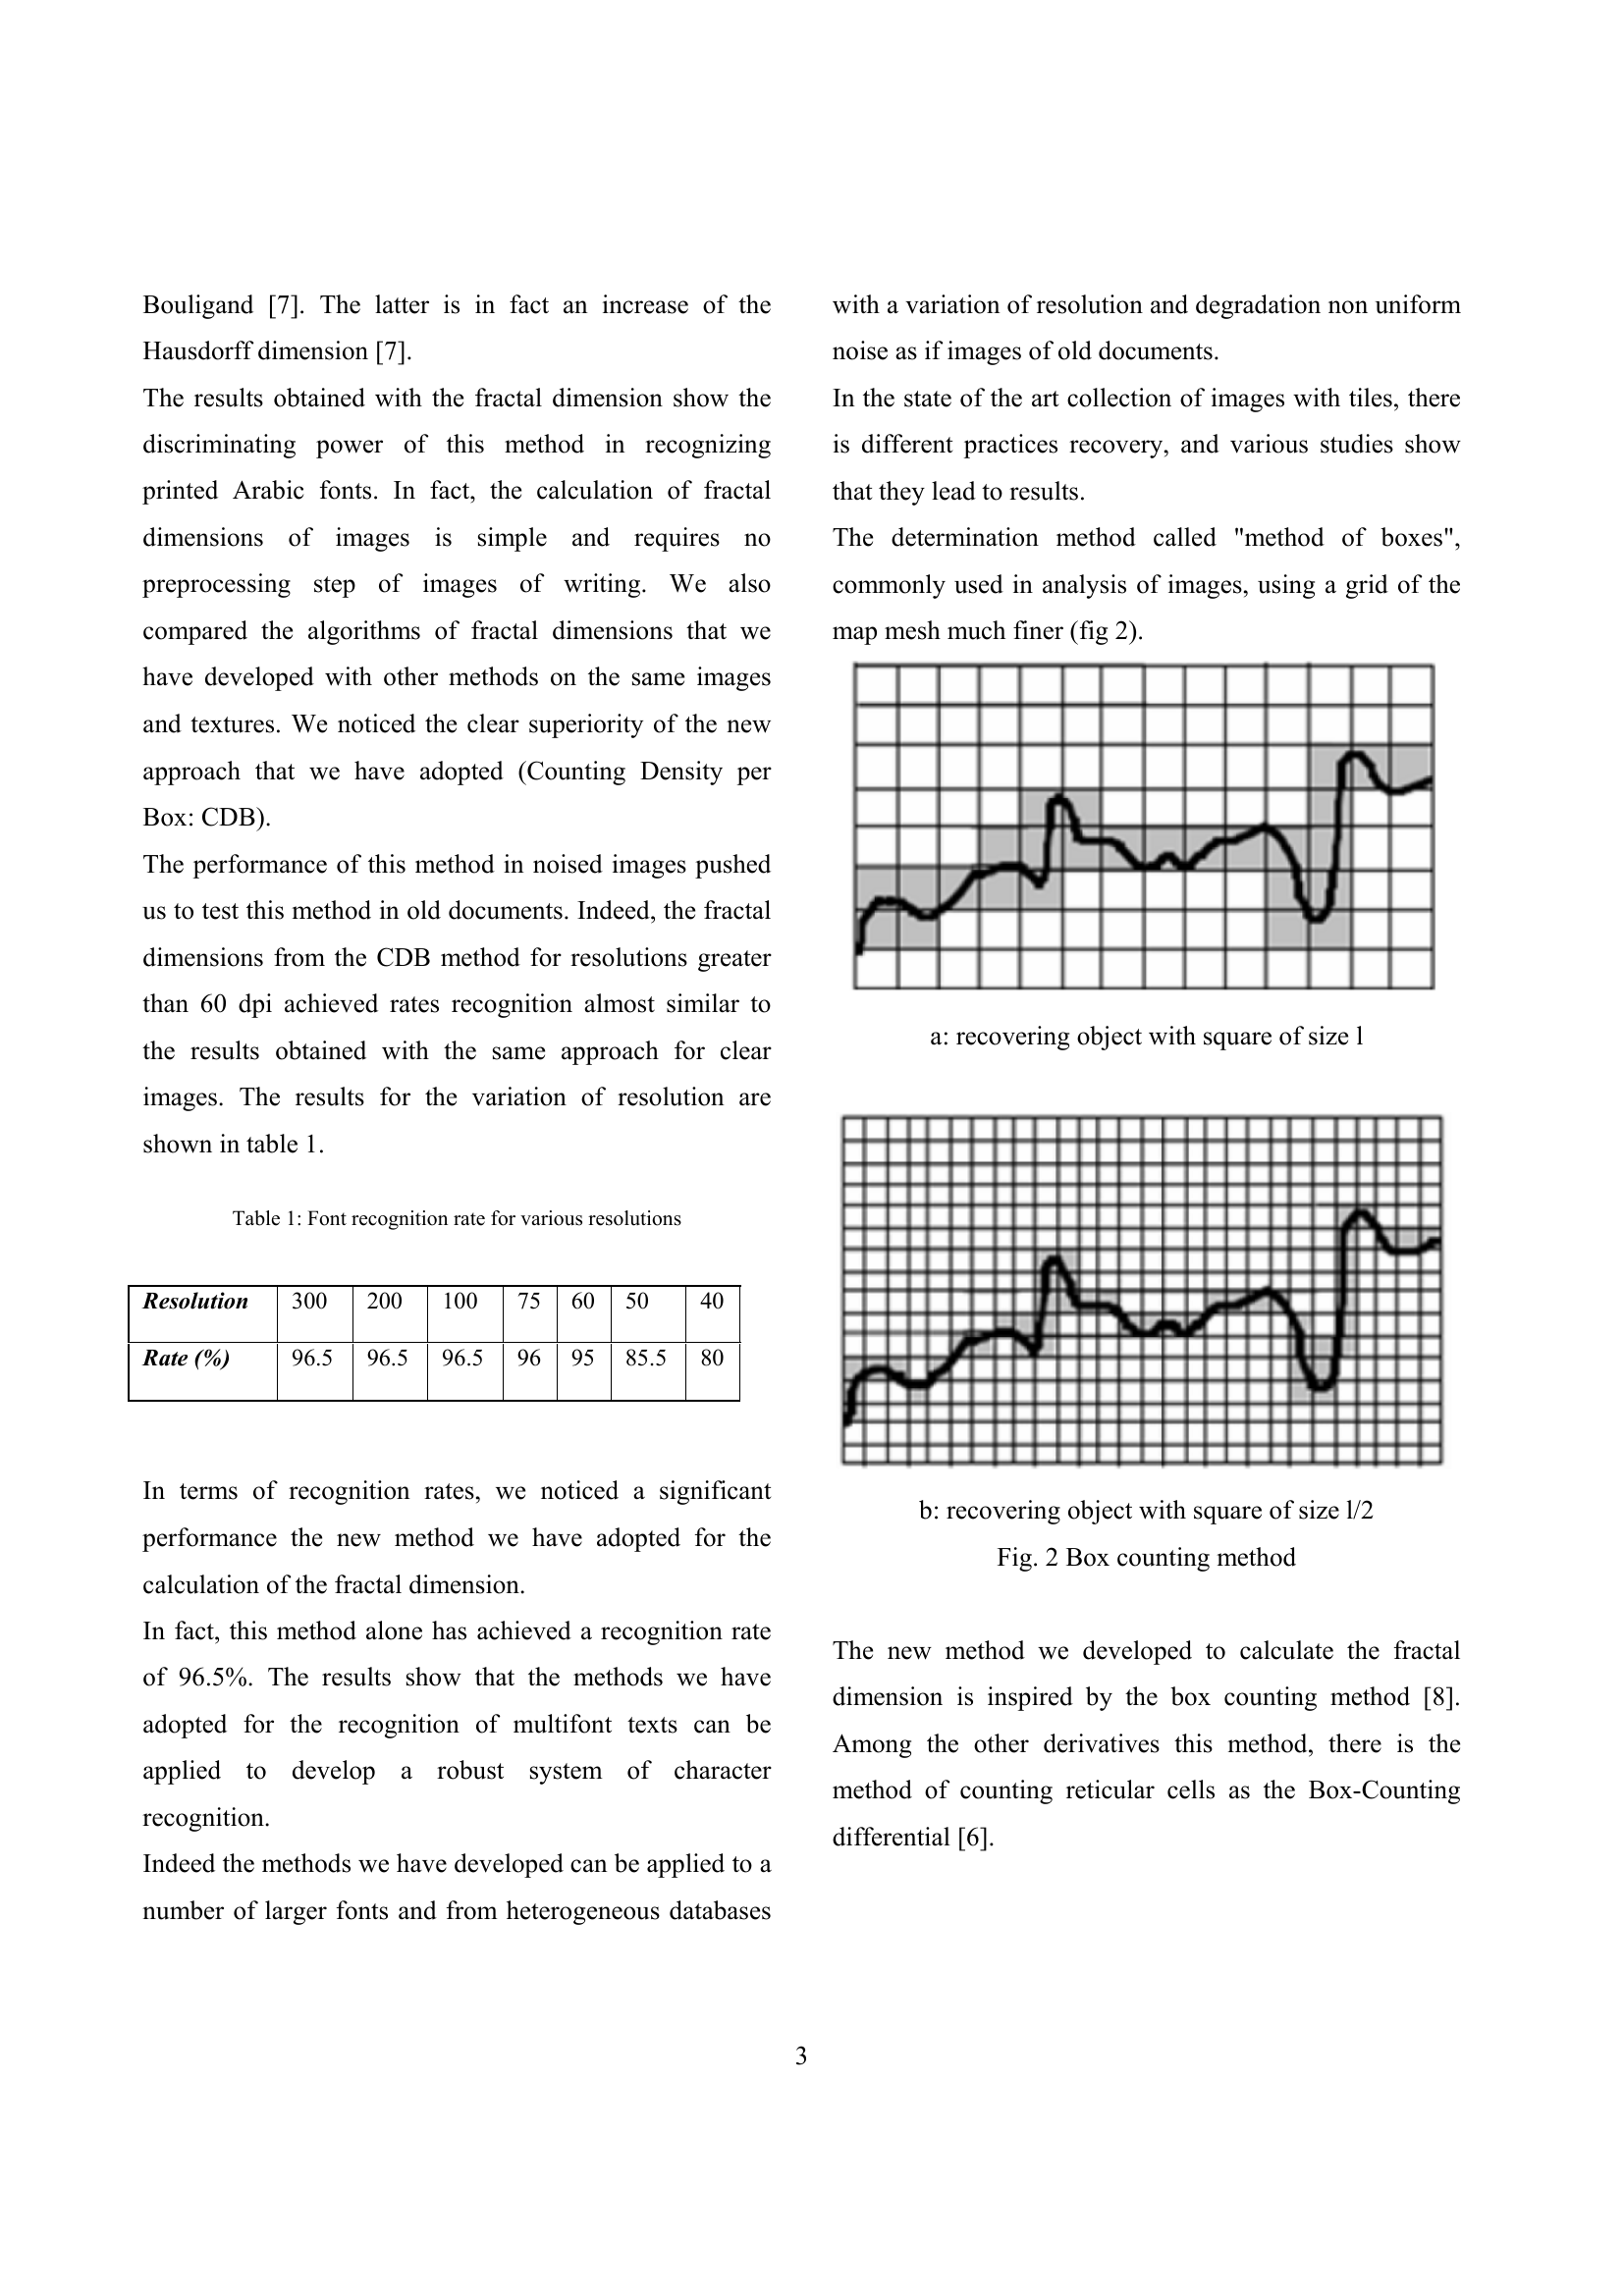 Bouligand [7]. The latter is in fact an increase of the
Hausdorff dimension [7].
The results obtained with the fractal dimension show the
discriminating power of this method in recognizing
printed Arabic fonts. In fact, the calculation of fractal
dimensions of images is simple and requires no
preprocessing step of images of writing. We also
compared the algorithms of fractal dimensions that we
have developed with other methods on the same images
and textures. We noticed the clear superiority of the new
approach that we have adopted (Counting Density per
Box: CDB).
The performance of this method in noised images pushed
us to test this method in old documents. Indeed, the fractal
dimensions from the CDB method for resolutions greater
than 60 dpi achieved rates recognition almost similar to
the results obtained with the same approach for clear
images. The results for the variation of resolution are
shown in table 1.
Table 1: Font recognition rate for various resolutions
Resolution 300 200 100 75 60 50 40
Rate (%) 96.5 96.5 96.5 96 95 85.5 80
In terms of recognition rates, we noticed a significant
performance the new method we have adopted for the
calculation of the fractal dimension.
In fact, this method alone has achieved a recognition rate
of 96.5%. The results show that the methods we have
adopted for the recognition of multifont texts can be
applied to develop a robust system of character
recognition.
Indeed the methods we have developed can be applied to a
number of larger fonts and from heterogeneous databases
with a variation of resolution and degradation non uniform
noise as if images of old documents.
In the state of the art collection of images with tiles, there
is different practices recovery, and various studies show
that they lead to results.
The determination method called "method of boxes",
commonly used in analysis of images, using a grid of the
map mesh much finer (fig 2).
a: recovering object with square of size l
b: recovering object with square of size l/2
Fig. 2 Box counting method
The new method we developed to calculate the fractal
dimension is inspired by the box counting method [8].
Among the other derivatives this method, there is the
method of counting reticular cells as the Box-Counting
differential [6].
3